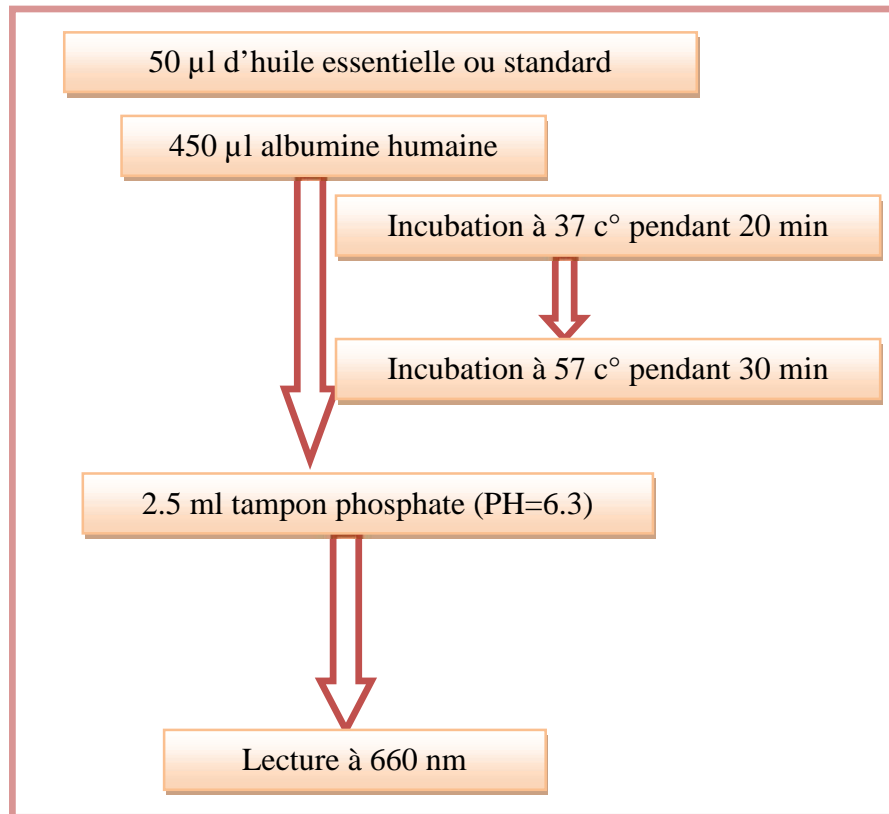 50 µl d’huile essentielle ou standard
450 µl albumine humaine
Incubation à 37 c° pendant 20 min
Incubation à 57 c° pendant 30 min
2.5 ml tampon phosphate (PH=6.3)
Lecture à 660 nm